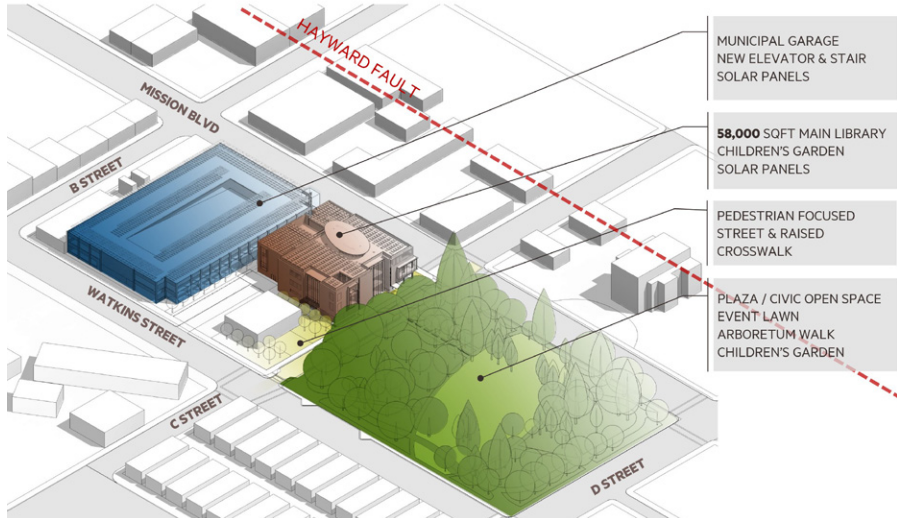 HAYWARD FAULT
MISSION BLVD
B STREET
WATKINS STREET
C STREET
D STREET
MUNICIPAL GARAGE
NEW ELEVATOR & STAIR
SOLAR PANELS
58,000 SQFT MAIN LIBRARY
CHILDREN'S GARDEN
SOLAR PANELS
PEDESTRIAN FOCUSED
STREET & RAISED
CROSSWALK
PLAZA / CIVIC OPEN SPACE
EVENT LAWN
ARBORETUM WALK
CHILDREN'S GARDEN